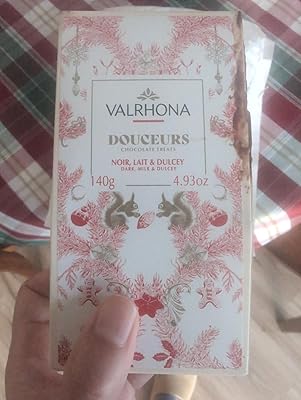 VALRHONA
DOUCEURS
CHOCOLATE TREATS
NOIR, LAIT & DULCEY
DARK, MILK & DULCEY
140g 4.93oz